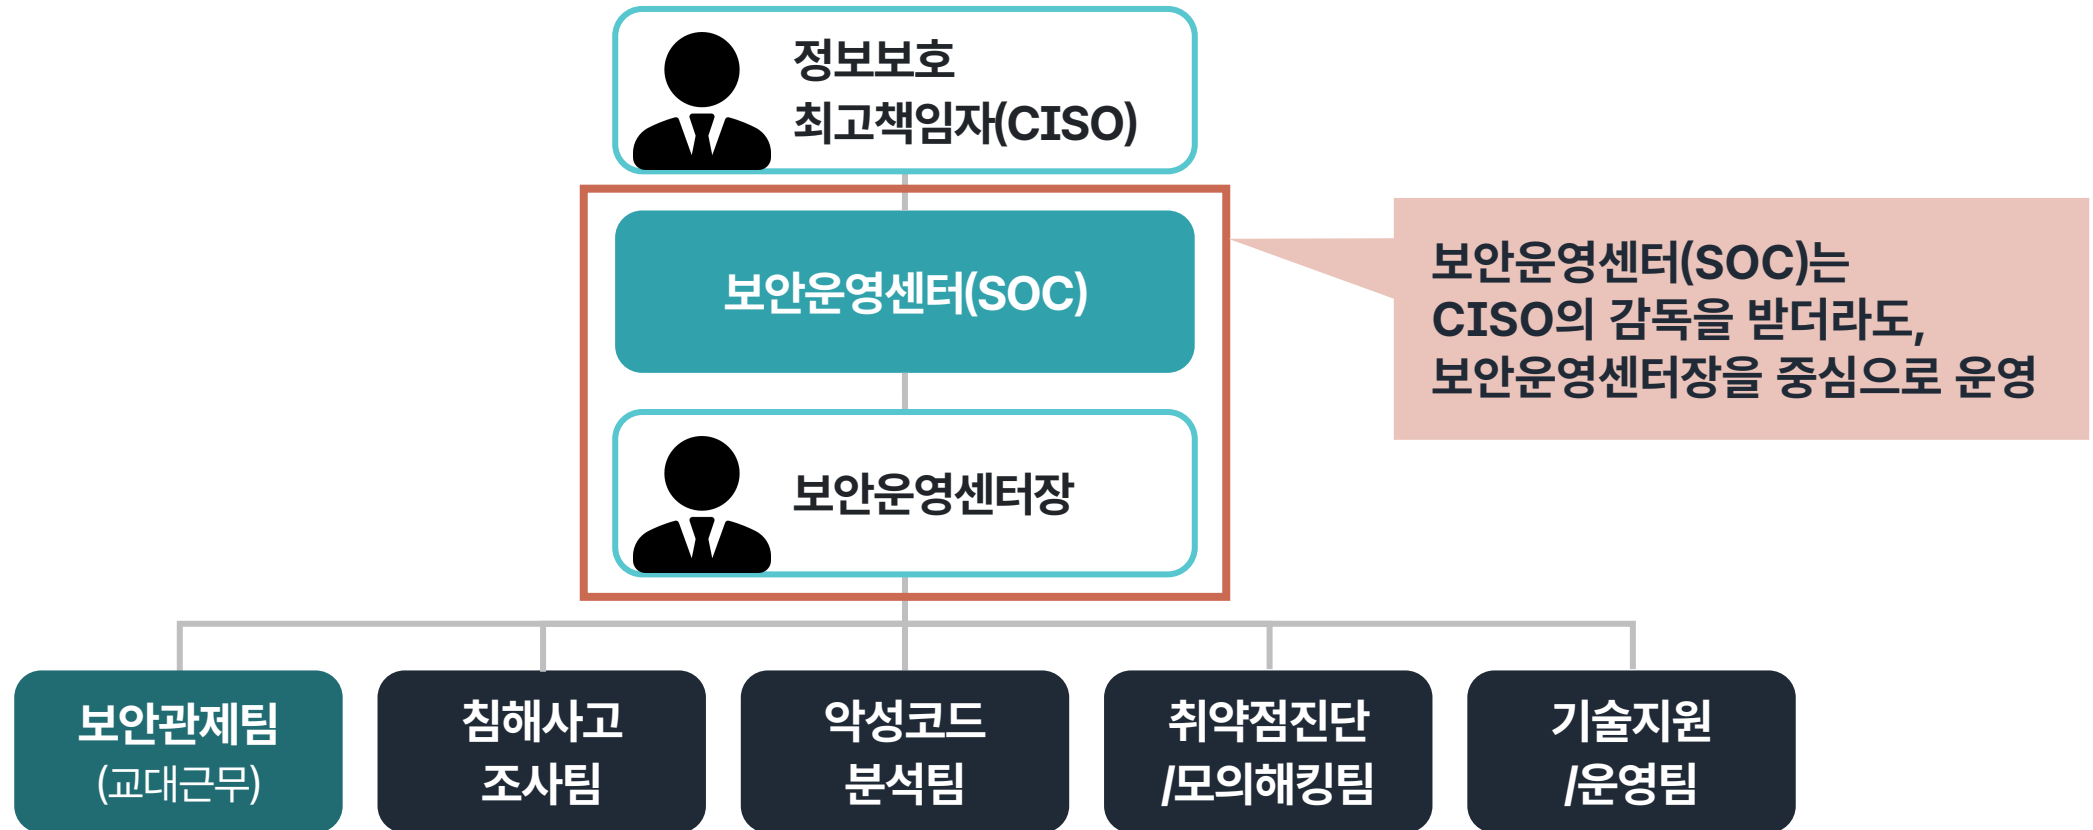 정보보호
최고책임자(CISO)
보안운영센터(SOC)
보안운영센터(SOC)는
CISO의 감독을 받더라도,
보안운영센터장을 중심으로 운영
보안운영센터장
보안관제팀
(교대근무)
침해사고
조사팀
악성코드
분석팀
취약점진단
/모의해킹팀
기술지원
/운영팀